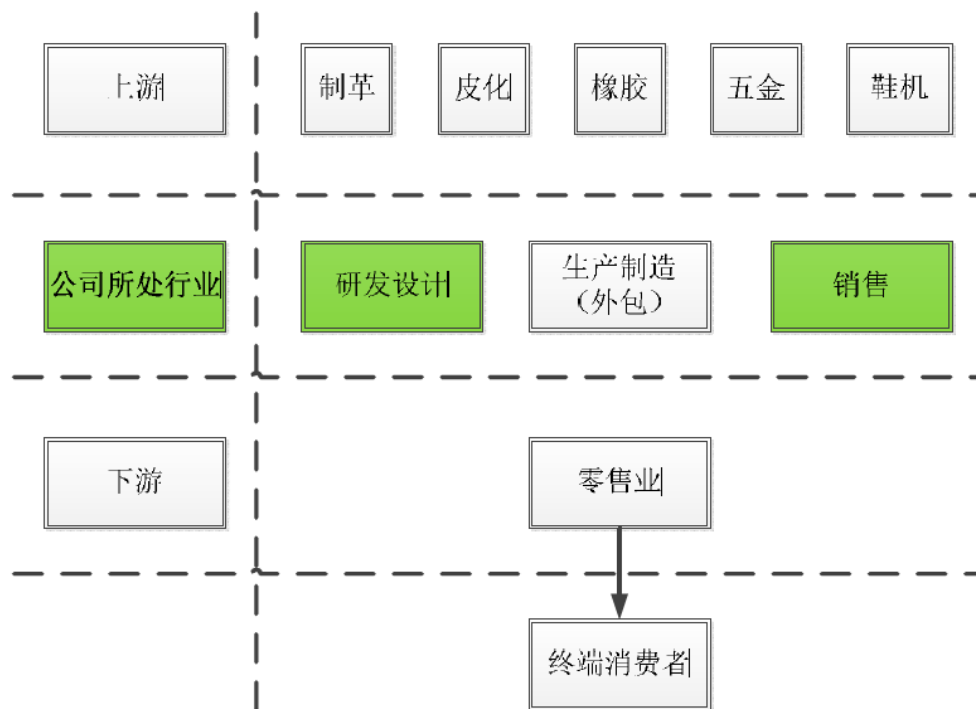 上游
制革
皮化
橡胶
五金
鞋机
公司所处行业
研发设计
生产制造
（外包）
销售
下游
零售业
终端消费者